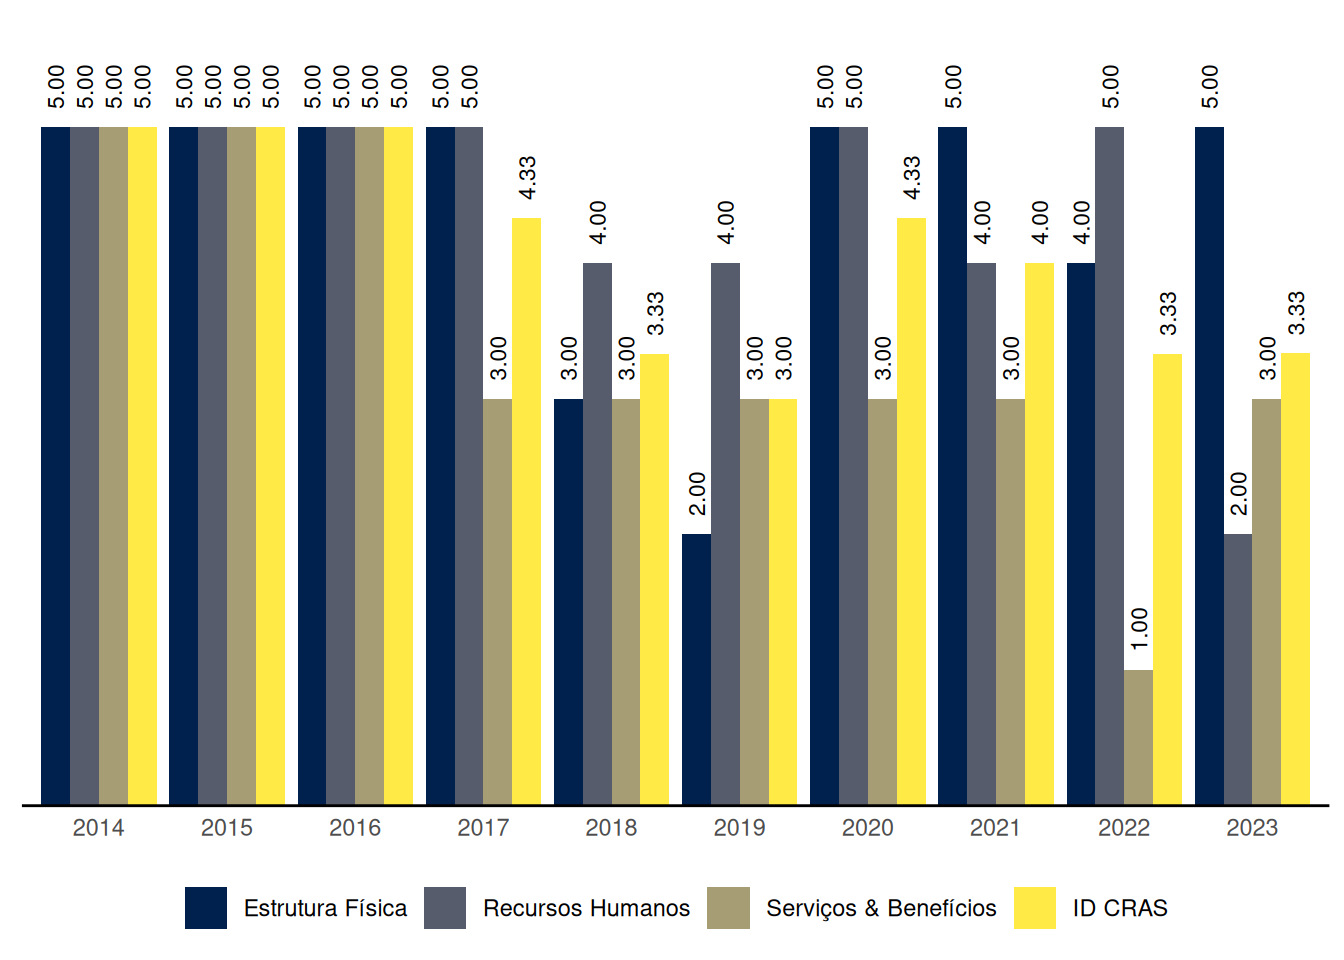 5.00 5.00 5.00 5.00 5.00 5.00 5.00 5.00 5.00 5.00 5.00 5.00 5.00 5.00 3.00 4.33 3.00 4.00 3.00 3.33 2.00 4.00 3.00 3.00 5.00 5.00 3.00 4.33 5.00 4.00 3.00 4.00 4.00 5.00 1.00 3.33 5.00 2.00 3.00 3.33
2014 2015 2016 2017 2018 2019 2020 2021 2022 2023
Estrutura Física Recursos Humanos Serviços & Benefícios ID CRAS